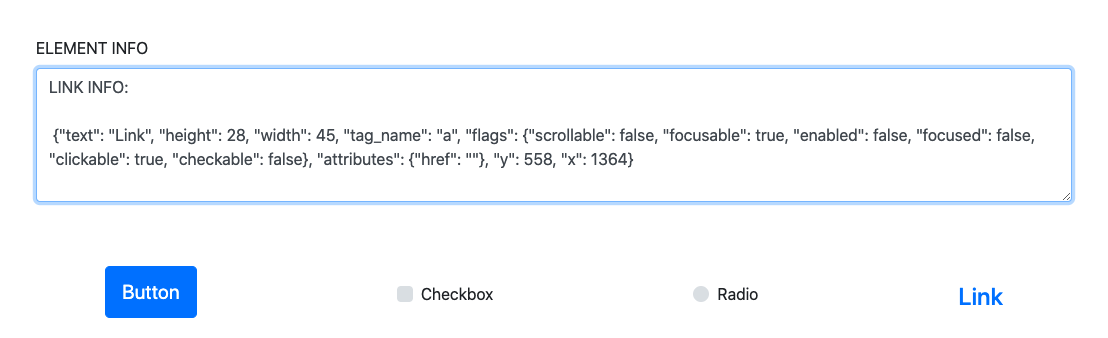 ELEMENT INFO
LINK INFO:
{"text": "Link", "height": 28, "width": 45, "tag_name": "a", "flags": {"scrollable": false, "focusable": true, "enabled": false, "focused": false,
"clickable": true, "checkable": false}, "attributes": {"href": ""}, "y": 558, "x": 1364}
Button Checkbox Radio Link